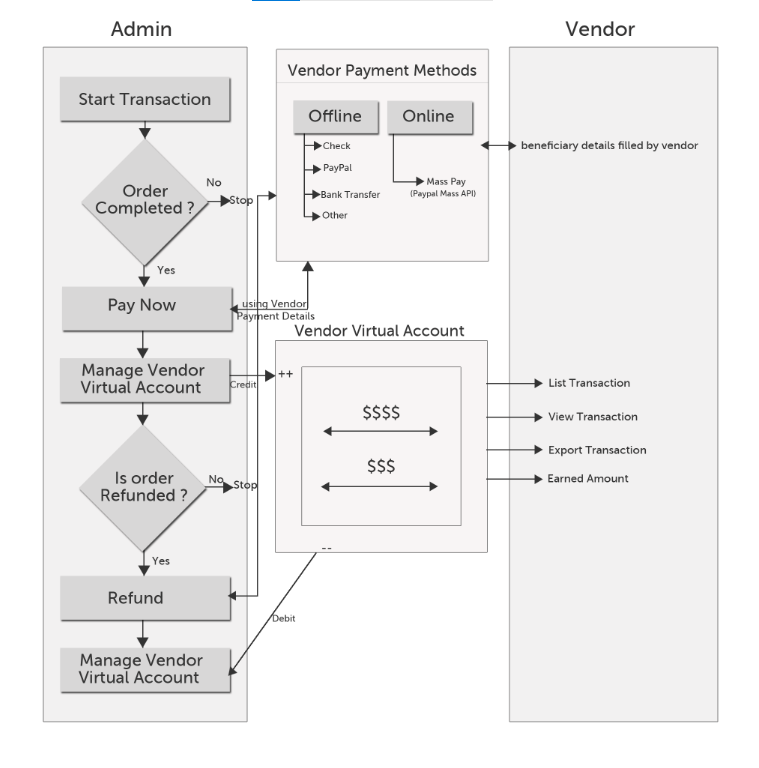 Admin
Vendor
Vendor Payment Methods
Start Transaction
Offline
Online
Check
beneficiary details filled by vendor
PayPal
No
Order
Completed ?
Stop
Mass Pay
(Paypal Mass API)
Bank Transfer
Other
Yes
Pay Now
using Vendor
Payment Details
Vendor Virtual Account
Manage Vendor
Virtual Account
Credit
++
List Transaction
$$$$
View Transaction
Export Transaction
$$$
Earned Amount
Is order
Refunded ?
No
Stop
--
Yes
Refund
Debit
Manage Vendor
Virtual Account